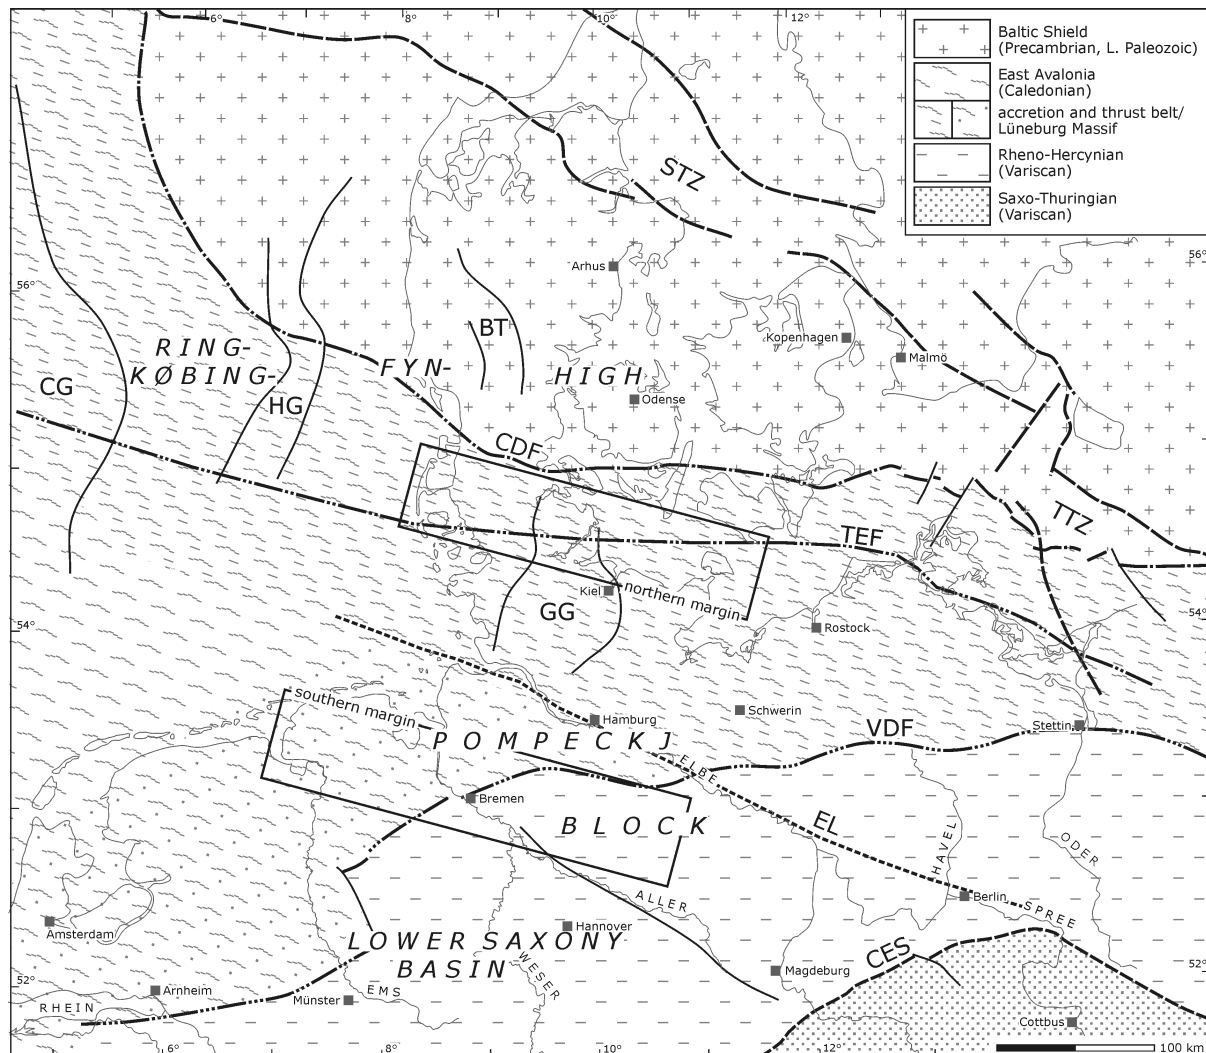 6°
8°
10°
12°
Baltic Shield
(Precambrian, L. Paleozoic)
East Avalonia
(Caledonian)
accretion and thrust belt/
Lüneburg Massif
Rheno-Hercynian
(Variscan)
Saxo-Thuringian
(Variscan)
STZ
56°
56°
Arhus
BT
Kopenhagen
Malmö
RING-
KØBING-
FYN-
HIGH
CG
HG
Odense
CDF
TTZ
TEF
Kiel
northern margin
GG
54°
54°
Rostock
southern margin
Hamburg
Schwerin
Stettin
VDF
POMPECKJ
ELBE
Bremen
BLOCK
EL
HAVEL
ODER
Berlin
SPREE
ALLER
Amsterdam
Hannover
LOWER SAXONY
BASIN
WESER
CES
Magdeburg
52°
52°
Arnheim
EMS
Münster
RHEIN
Cottbus
6°
8°
10°
12°
100 km